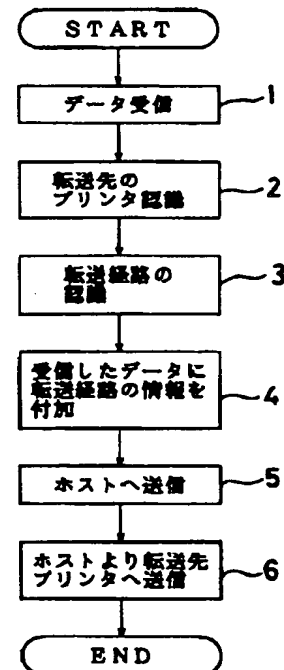 START
データ受信
1
転送先の
プリンタ認識
2
転送経路の
認識
3
受信したデータに
転送経路の情報を
付加
4
ホストへ送信
5
ホストより転送先
プリンタへ送信
6
END